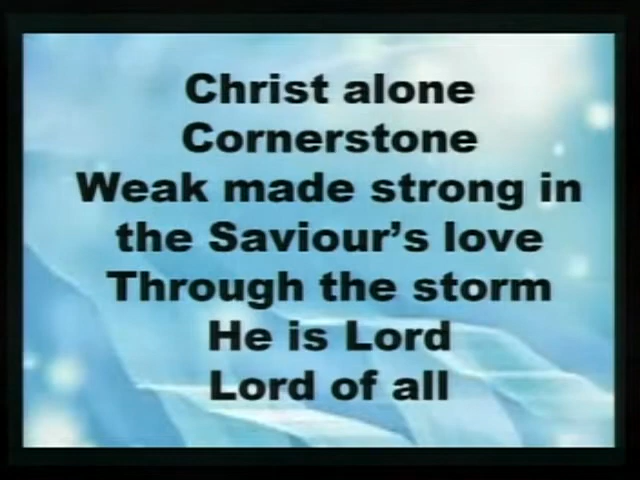 Christ alone
Cornerstone
Weak made strong in
the Saviour’s love
Through the storm
He is Lord
Lord of all